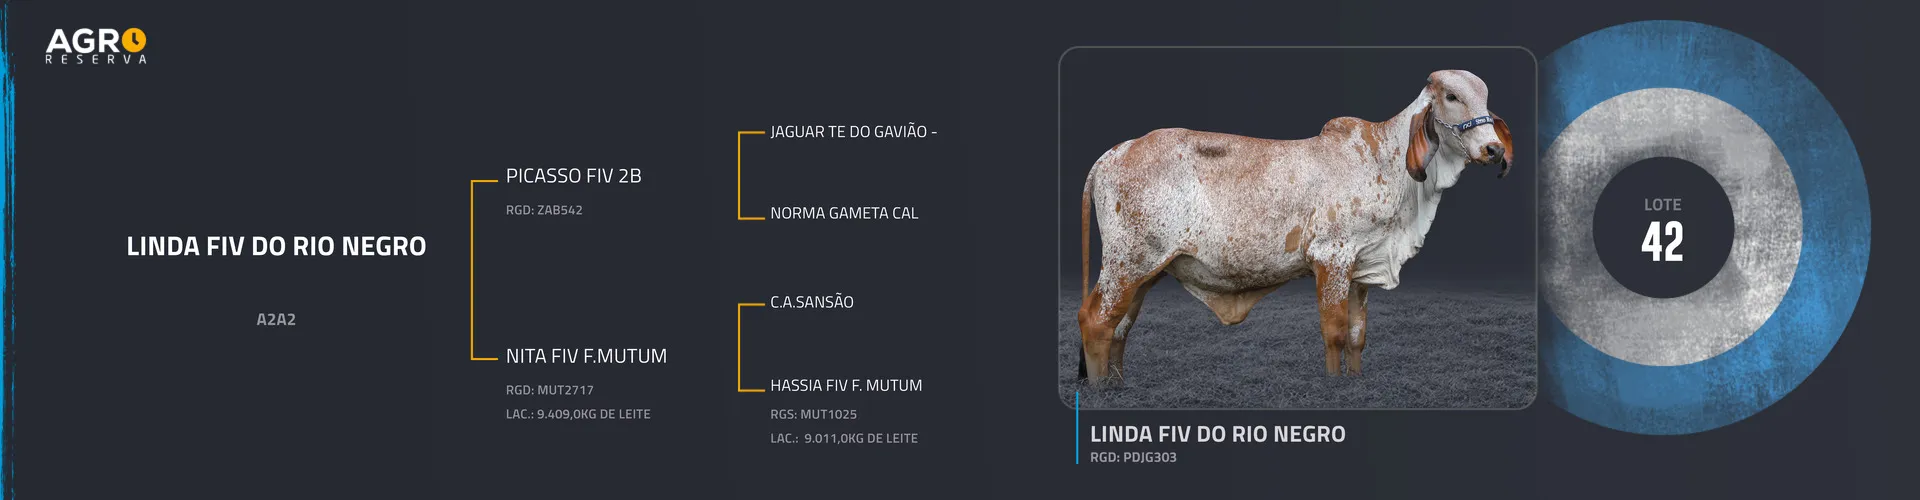 AGRO
RESERVA
LINDA FIV DO RIO NEGRO
A2A2
PICASSO FIV 2B
RGD: ZAB542
NITA FIV F.MUTUM
RGD: MUT2717
LAC.: 9.409,0KG DE LEITE
JAGUAR TE DO GAVIÃO -
NORMA GAMETA CAL
C.A.SANSÃO
HASSIA FIV F. MUTUM
RGS: MUT1025
LAC.: 9.011,0KG DE LEITE
LINDA FIV DO RIO NEGRO
RGD: PDJG303
LOTE
42